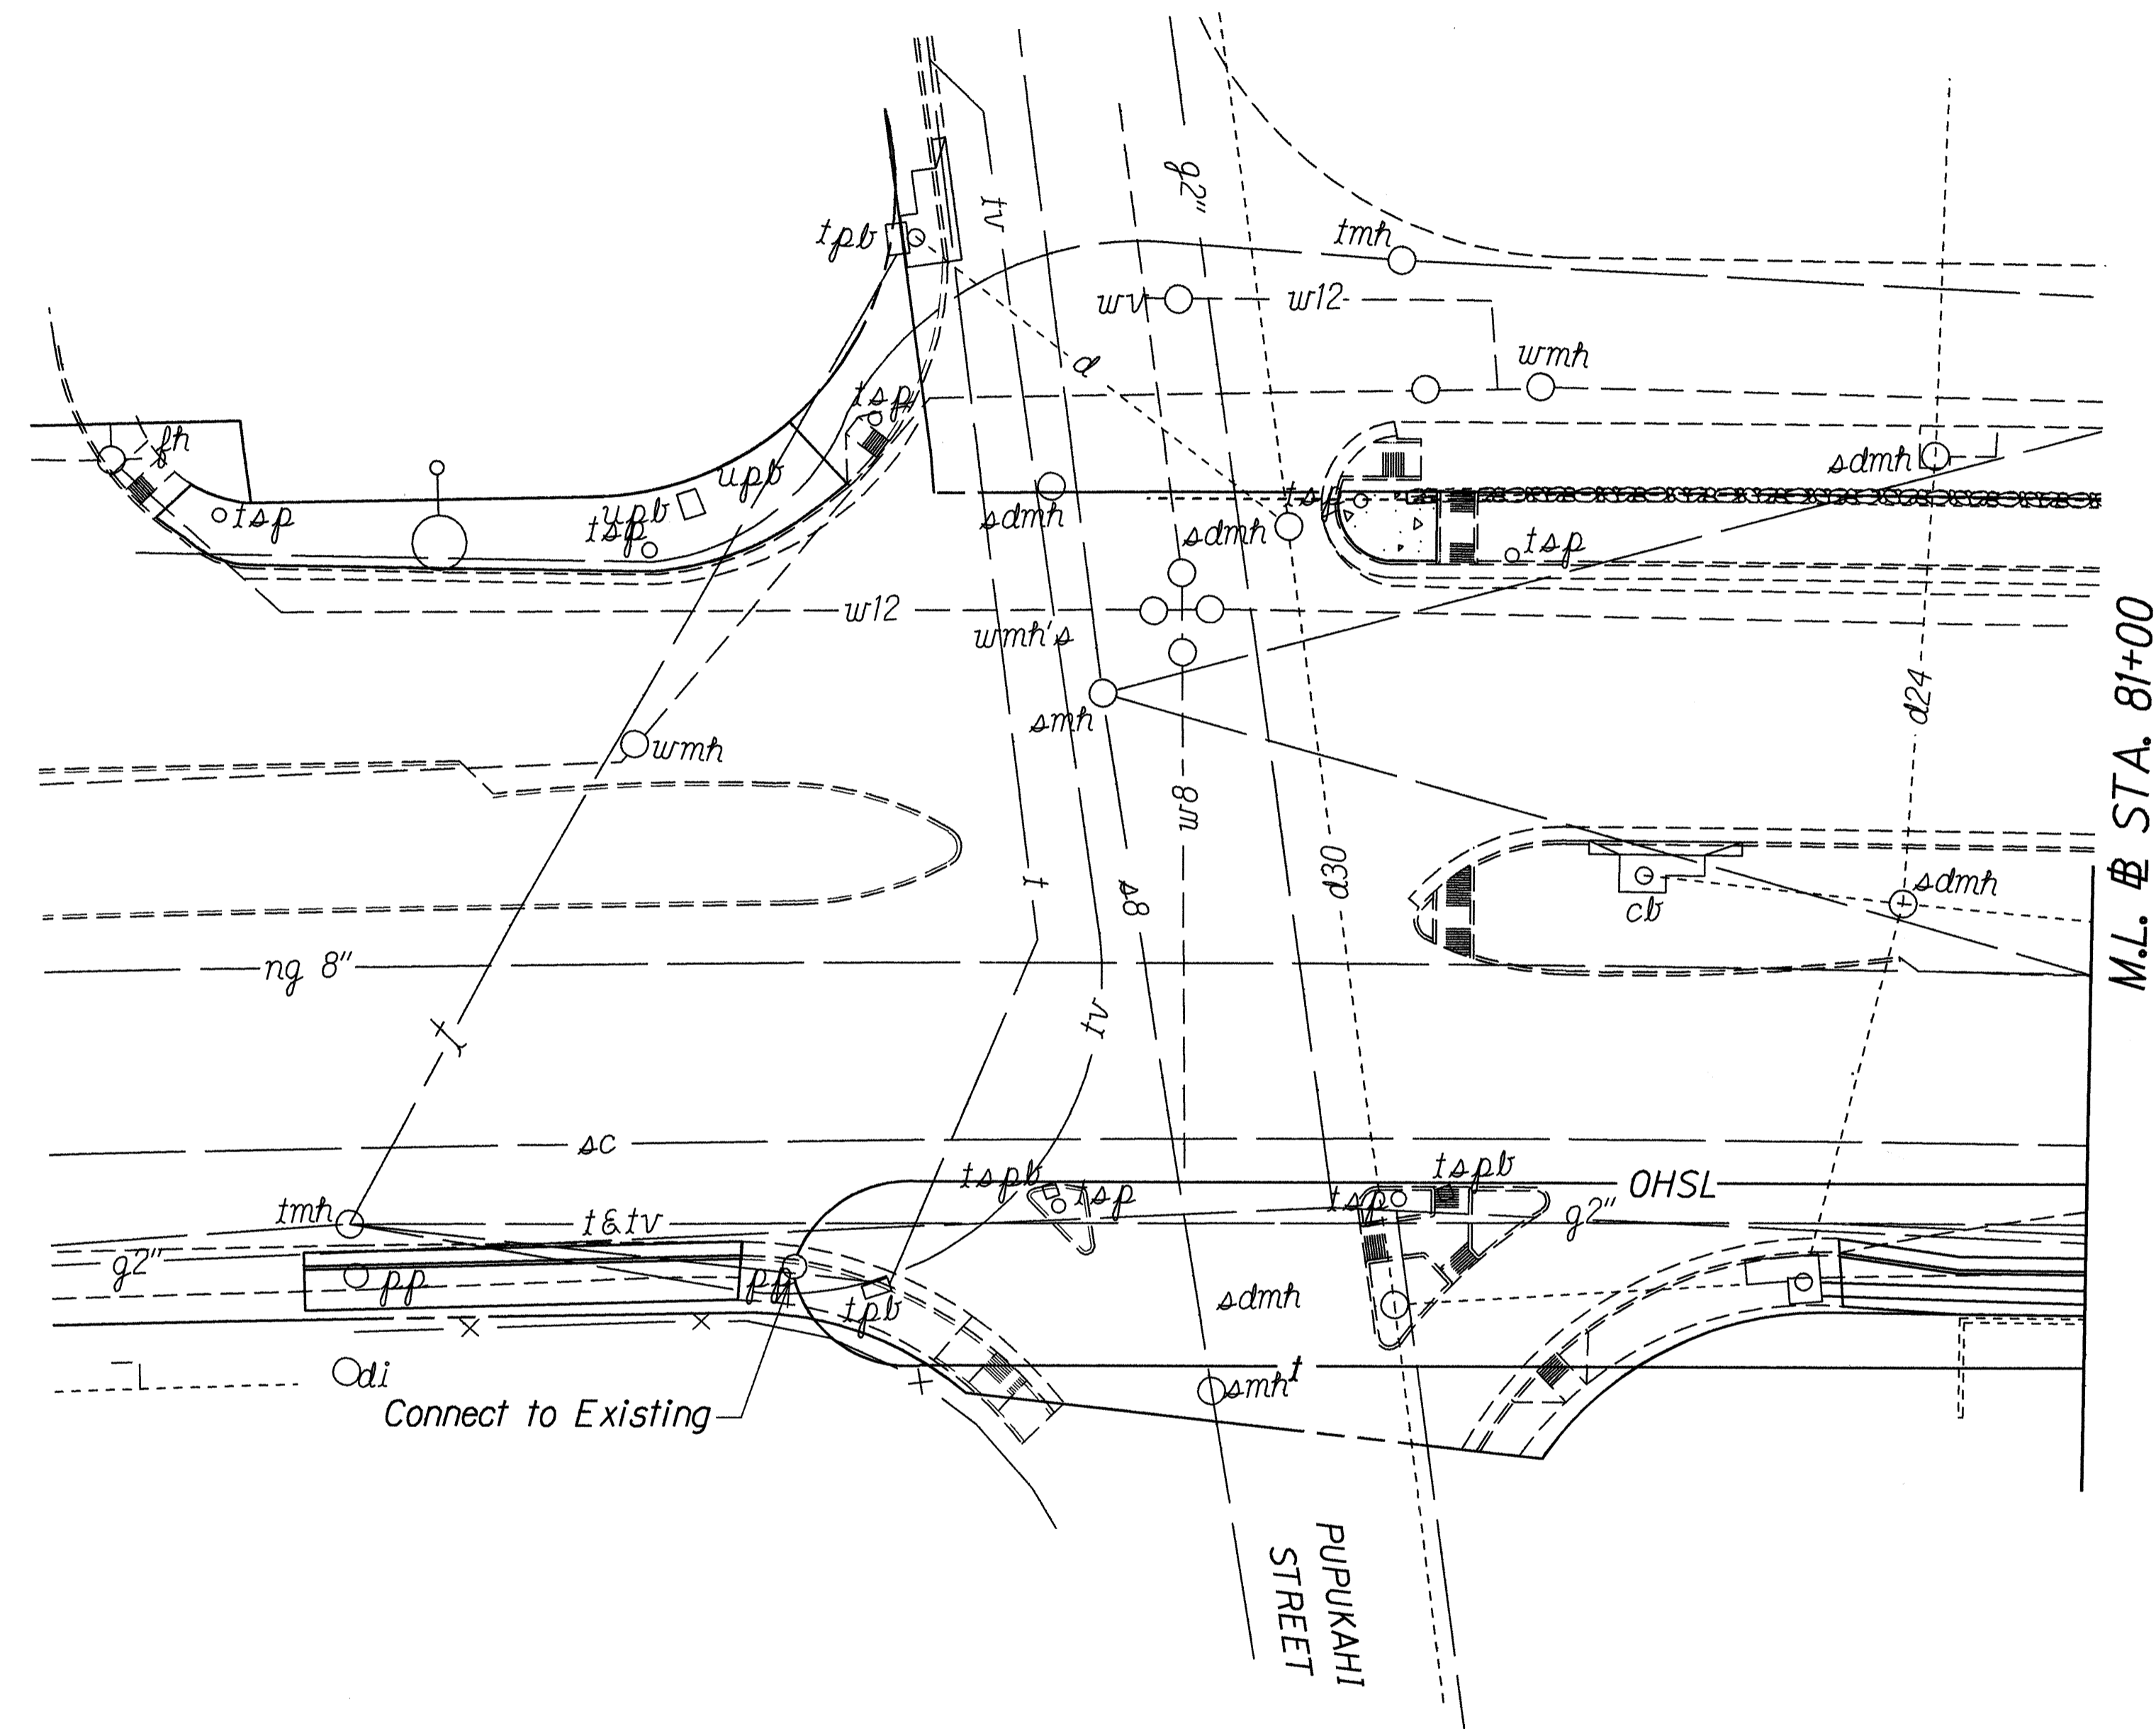 g2"
tv
tpb
tmh
wv
w12
wmh
d
tsp
fh
sdmh
upb
tsp
upb
tsp
sdmh
sdmh
tsp
tsp
w12
wmh's
smh
wmh
d24
M.L. ⅊ STA. 81+00
w8
d30
t
s8
cb
sdmh
ng 8"
tv
t
sc
tspb
tsp
tspb
tsp
OHSL
g2"
tmh
t&tv
g2"
pp
pp
tpb
sdmh
di
t
smh
Connect to Existing
PUPUKAHI
STREET